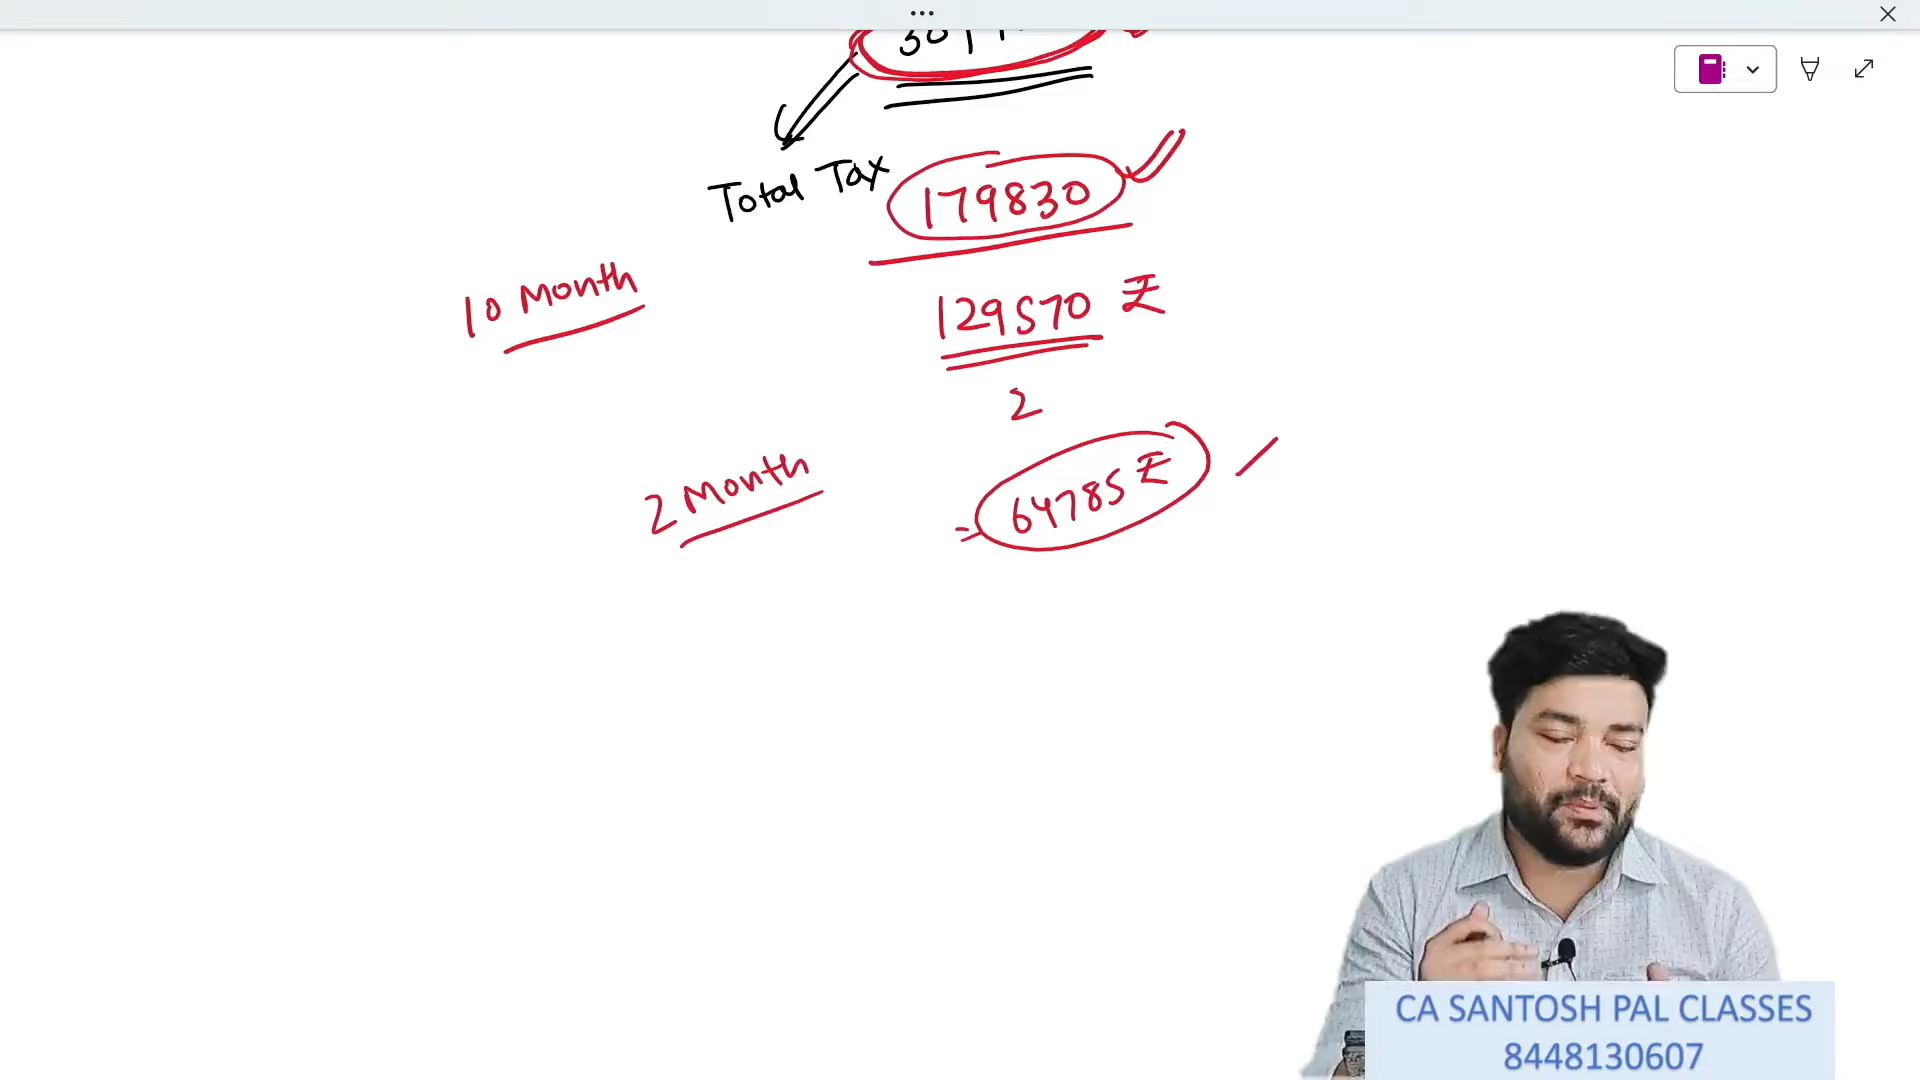 Total Tax 179830
10 Month
129570 ₹
2
2 Month = 64785 ₹
CA SANTOSH PAL CLASSES
8448130607